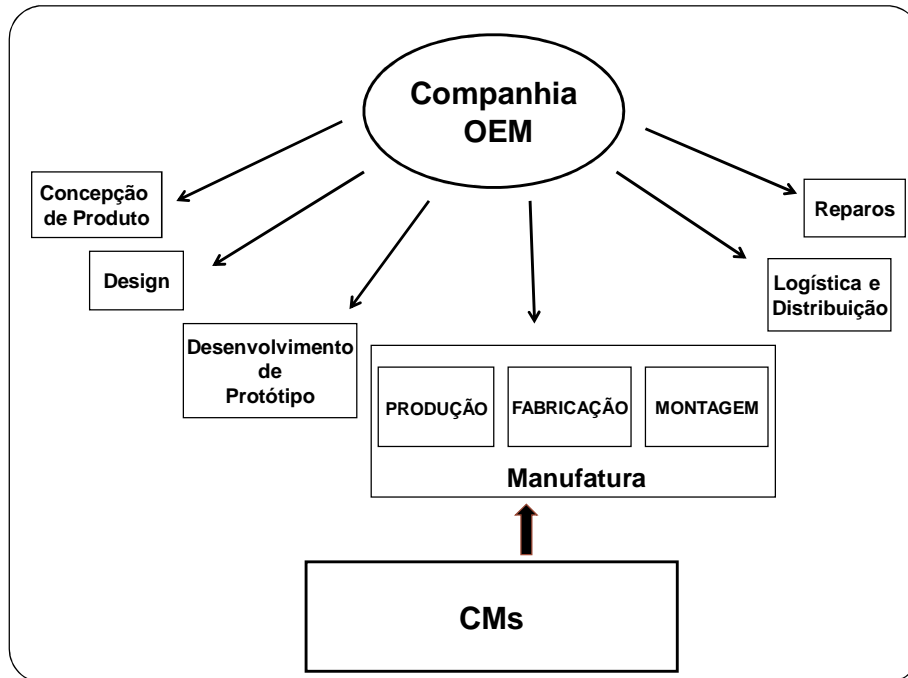 Companhia
OEM
Concepção
de Produto
Reparos
Design
Logística e
Distribuição
Desenvolvimento
de
Protótipo
PRODUÇÃO
FABRICAÇÃO
MONTAGEM
Manufatura
CMs